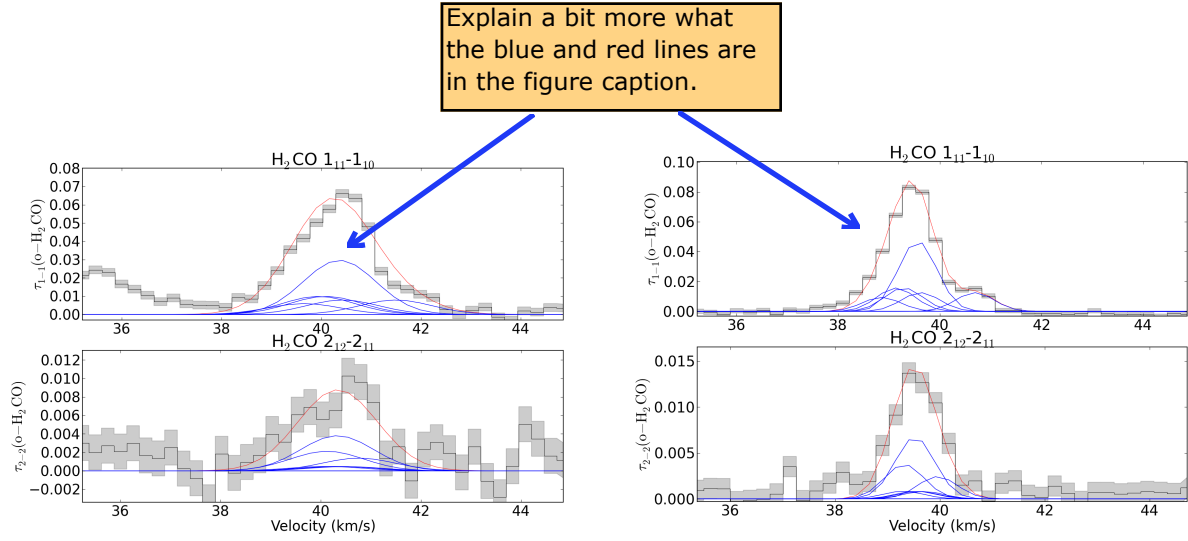 Explain a bit more what
the blue and red lines are
in the figure caption.
H₂CO 1₁₁-1₁₀
0.08
0.07
0.06
0.05
0.04
0.03
0.02
0.01
0.00
τ₁₋₁(o−H₂CO)
36 38 40 42 44
H₂CO 2₁₂-2₁₁
0.012
0.010
0.008
0.006
0.004
0.002
0.000
−0.002
τ₂₋₂(o−H₂CO)
36 38 40 42 44
Velocity (km/s)
H₂CO 1₁₁-1₁₀
0.10
0.08
0.06
0.04
0.02
0.00
τ₁₋₁(o−H₂CO)
36 38 40 42 44
H₂CO 2₁₂-2₁₁
0.015
0.010
0.005
0.000
τ₂₋₂(o−H₂CO)
36 38 40 42 44
Velocity (km/s)